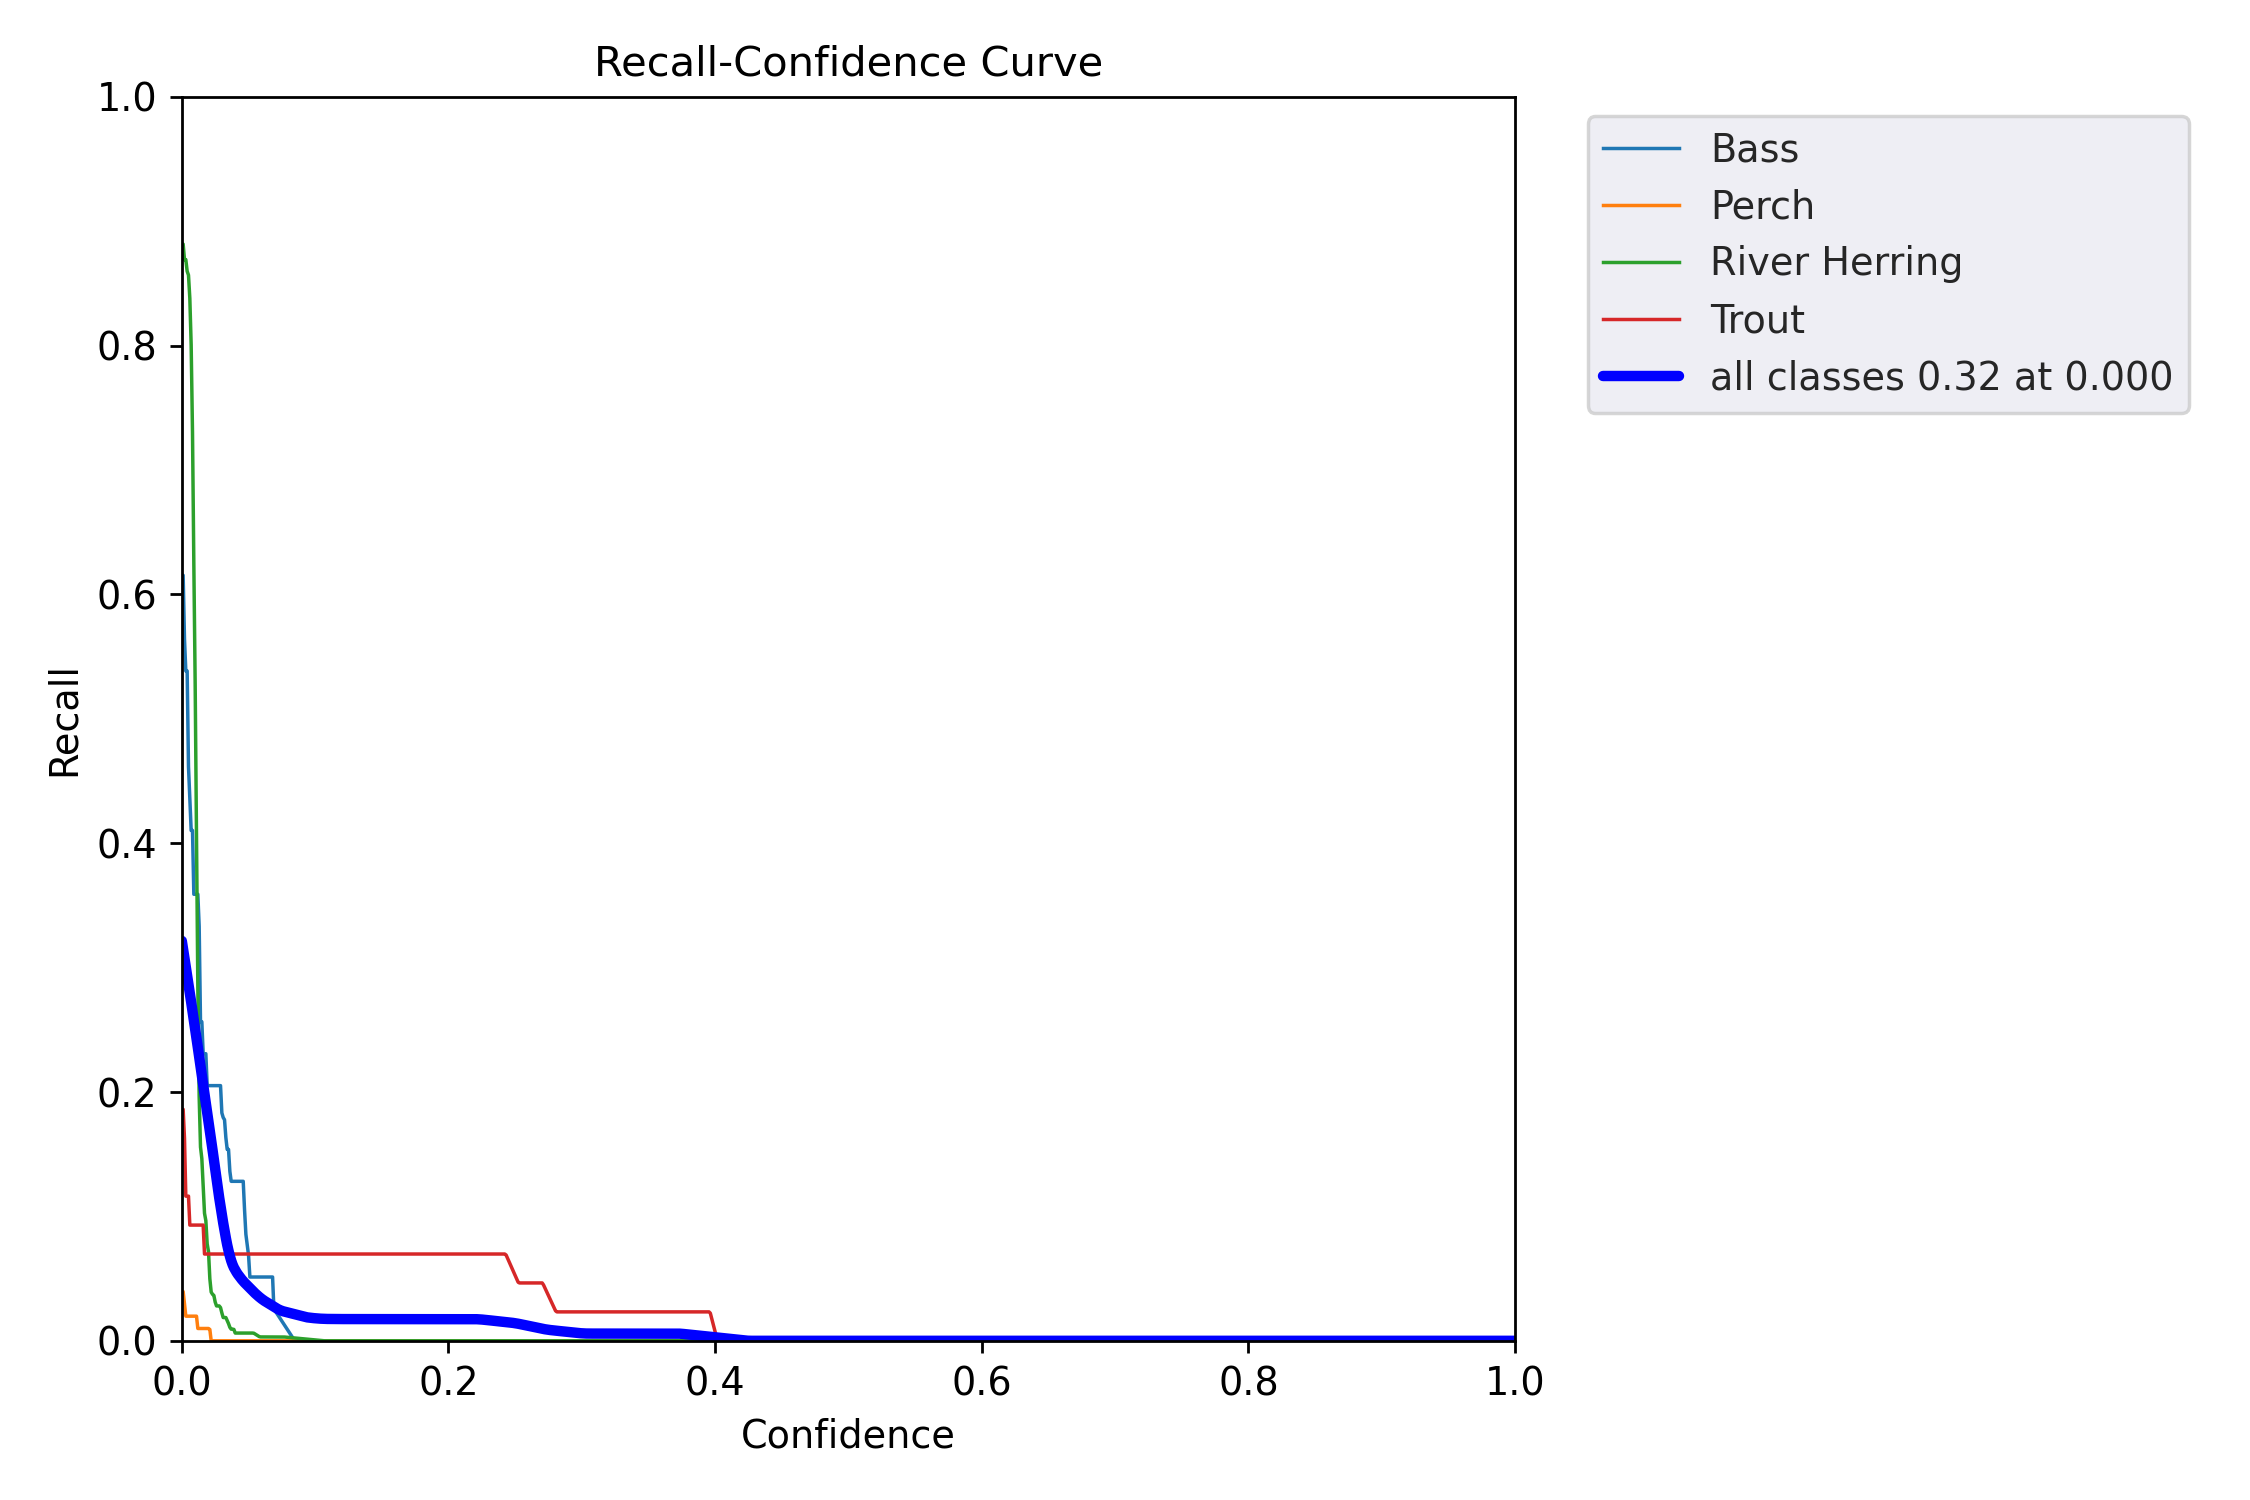 Recall-Confidence Curve
1.0
0.8
0.6
0.4
0.2
0.0
Recall
0.0 0.2 0.4 0.6 0.8 1.0
Confidence
Bass
Perch
River Herring
Trout
all classes 0.32 at 0.000